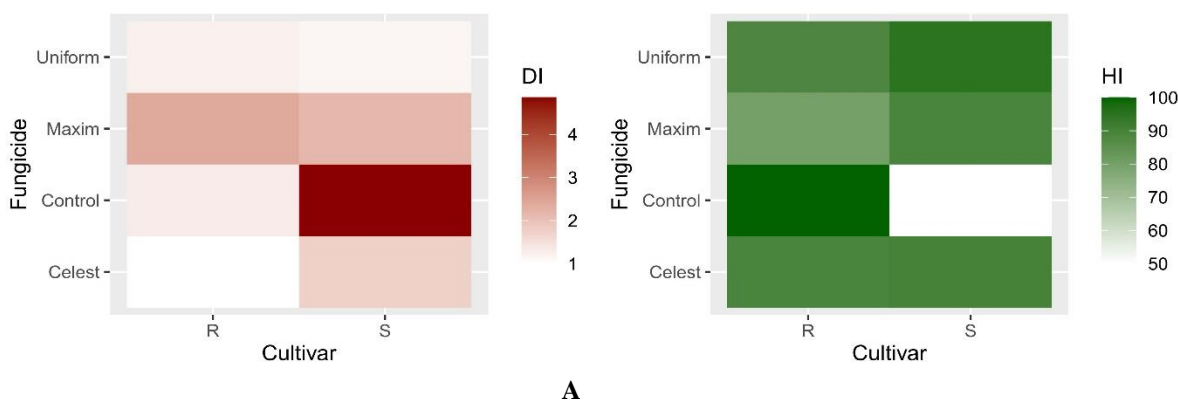 Fungicide
Uniform
Maxim
Control
Celest
R
S
Cultivar
DI
4
3
2
1
Fungicide
Uniform
Maxim
Control
Celest
R
S
Cultivar
HI
100
90
80
70
60
50
A